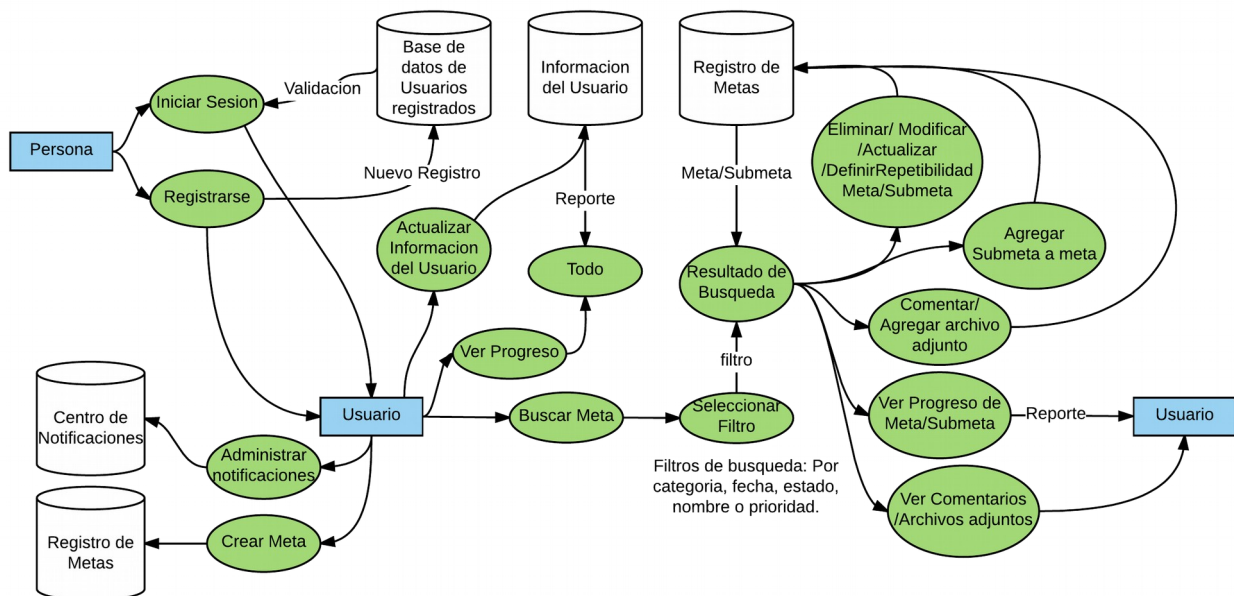 Base de
datos de
Usuarios
registrados
Informacion
del Usuario
Registro de
Metas
Iniciar Sesion
Validacion
Persona
Registrarse
Nuevo Registro
Eliminar/ Modificar
/Actualizar
/DefinirRepetibilidad
Meta/Submeta
Meta/Submeta
Reporte
Actualizar
Informacion
del Usuario
Todo
Resultado de
Busqueda
Agregar
Submeta a meta
Comentar/
Agregar archivo
adjunto
Ver Progreso
filtro
Centro de
Notificaciones
Usuario
Buscar Meta
Seleccionar
Filtro
Ver Progreso de
Meta/Submeta
Reporte
Usuario
Administrar
notificaciones
Filtros de busqueda: Por
categoria, fecha, estado,
nombre o prioridad.
Ver Comentarios
/Archivos adjuntos
Registro de
Metas
Crear Meta